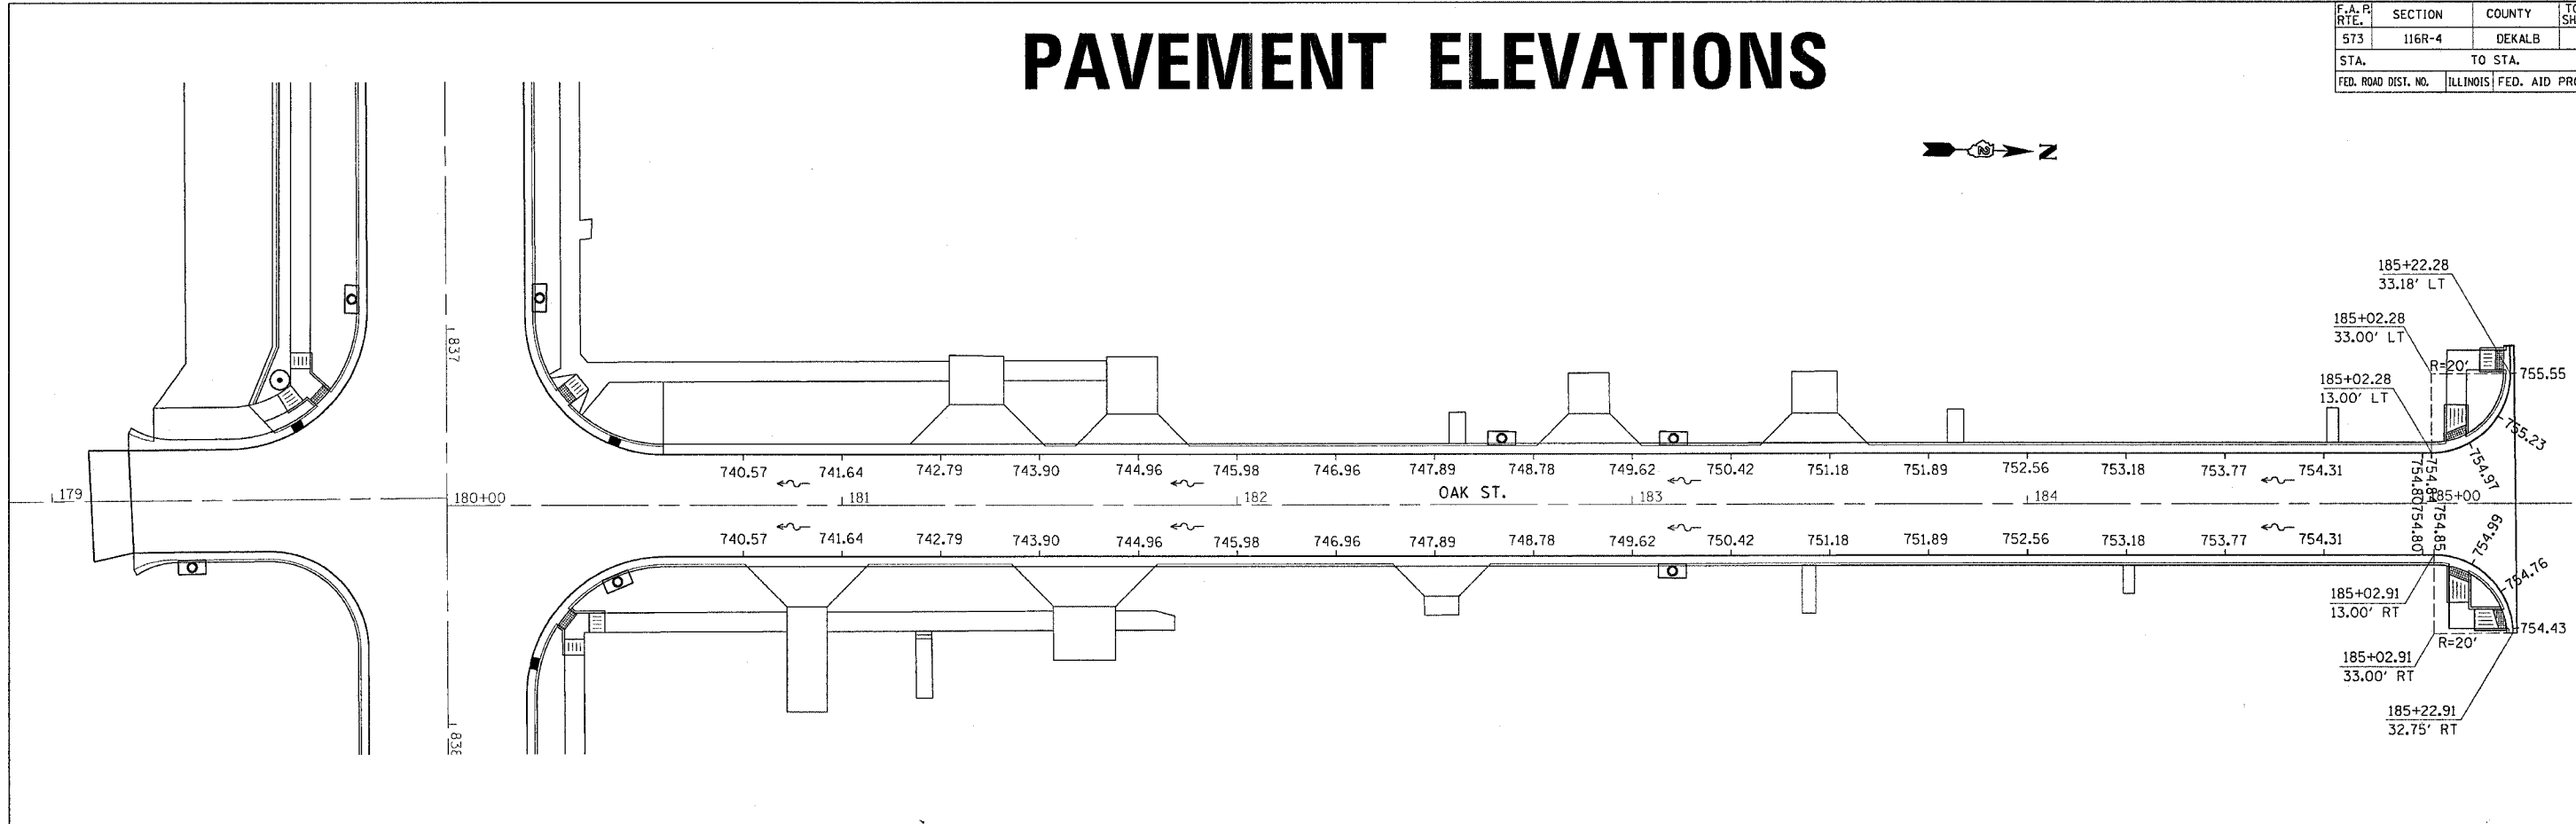 PAVEMENT ELEVATIONS
F.A.P. RTE. SECTION COUNTY
573 116R-4 DEKALB
STA. TO STA.
FED. ROAD DIST. NO. ILLINOIS FED. AID
N
185+22.28
33.18' LT
185+02.28
33.00' LT
R=20'
755.55
185+02.28
13.00' LT
755.23
754.97
837
740.57 741.64 742.79 743.90 744.96 745.98 746.96 747.89 748.78 749.62 750.42 751.18 751.89 752.56 753.18 753.77 754.31 754.80
179 180+00 181 182 OAK ST. 183 184 185+00
740.57 741.64 742.79 743.90 744.96 745.98 746.96 747.89 748.78 749.62 750.42 751.18 751.89 752.56 753.18 753.77 754.31 754.80 754.85
754.99
754.76
754.43
185+02.91
13.00' RT
R=20'
185+02.91
33.00' RT
185+22.91
32.75' RT
838